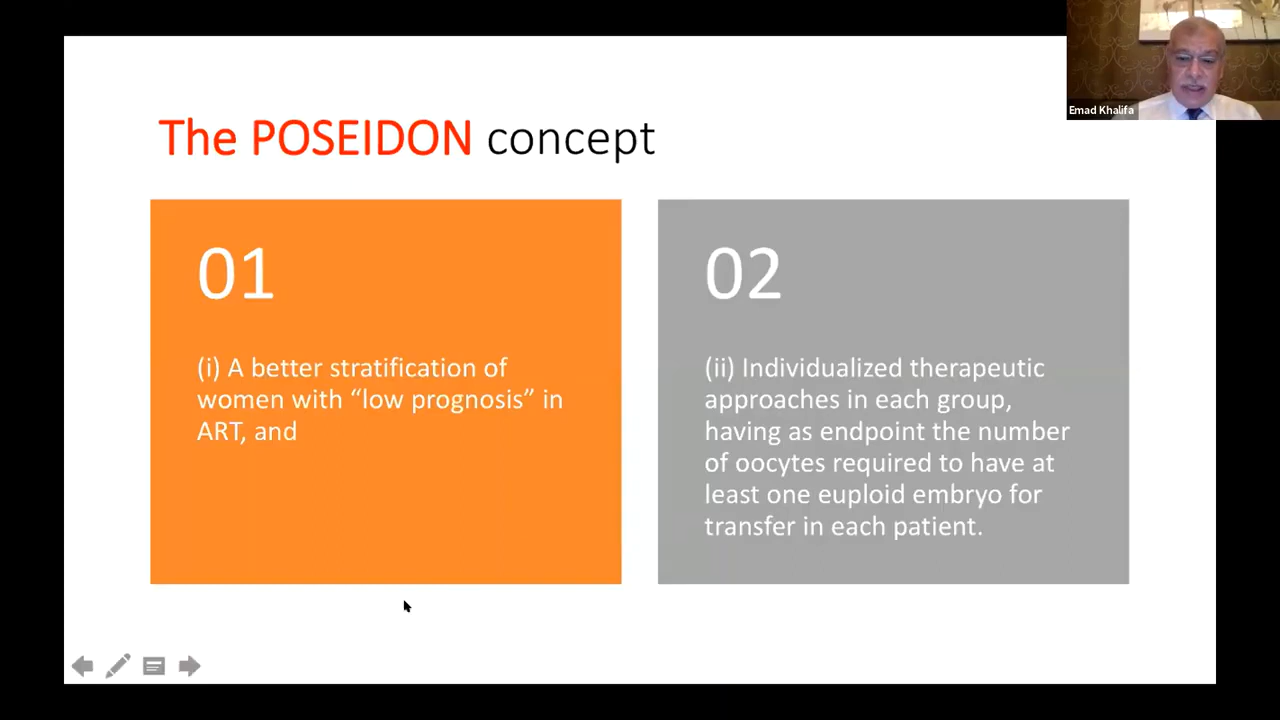 Emad Khalifa
The POSEIDON concept
01
(i) A better stratification of
women with “low prognosis” in
ART, and
02
(ii) Individualized therapeutic
approaches in each group,
having as endpoint the number
of oocytes required to have at
least one euploid embryo for
transfer in each patient.